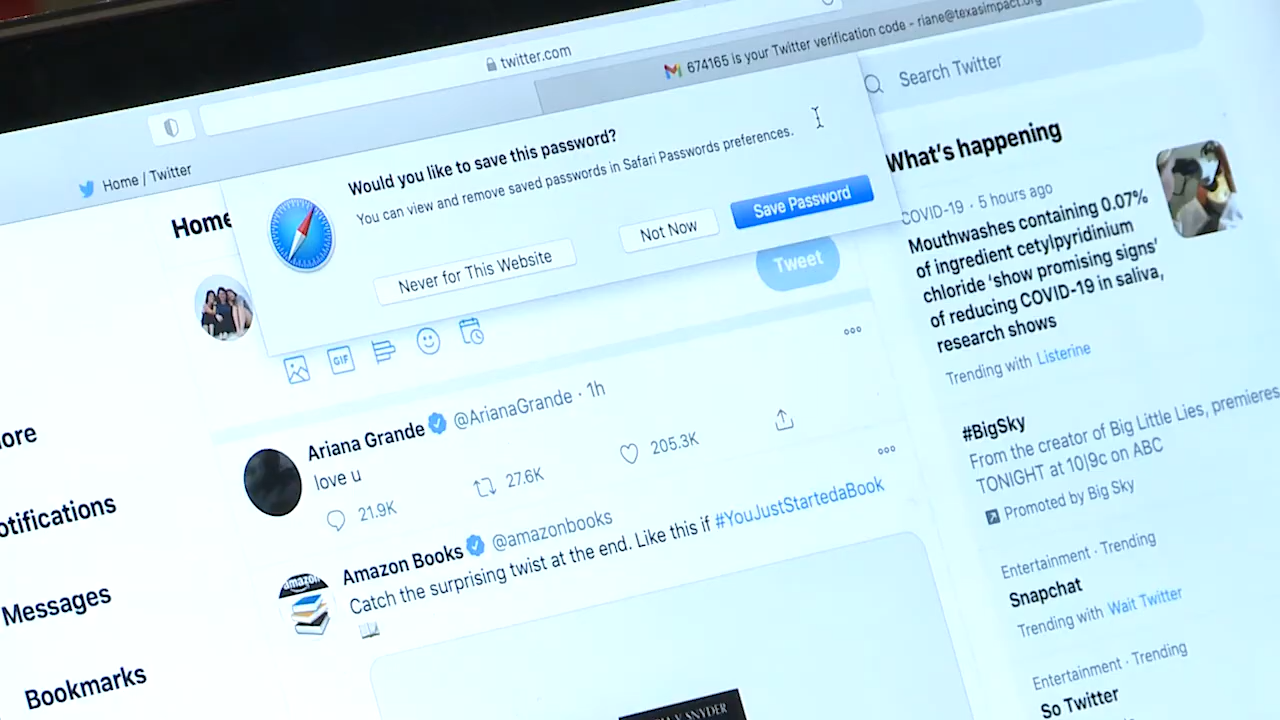 twitter.com
Home / Twitter
674165 is your Twitter verification code - riane@texasimpact.org
Would you like to save this password?
You can view and remove saved passwords in Safari Passwords preferences.
Never for This Website
Not Now
Save Password
Home
Tweet
GIF
ore
otifications
Messages
Bookmarks
Ariana Grande @ArianaGrande · 1h
love u
21.9K
27.6K
205.3K
amazon
Amazon Books @amazonbooks
Catch the surprising twist at the end. Like this if #YouJustStartedaBook
SNYDER
Search Twitter
What's happening
COVID-19 · 5 hours ago
Mouthwashes containing 0.07%
of ingredient cetylpyridinium
chloride 'show promising signs'
of reducing COVID-19 in saliva,
research shows
Trending with Listerine
#BigSky
From the creator of Big Little Lies, premieres
TONIGHT at 10|9c on ABC
Promoted by Big Sky
Entertainment · Trending
Snapchat
Trending with Wait Twitter
Entertainment · Trending
So Twitter